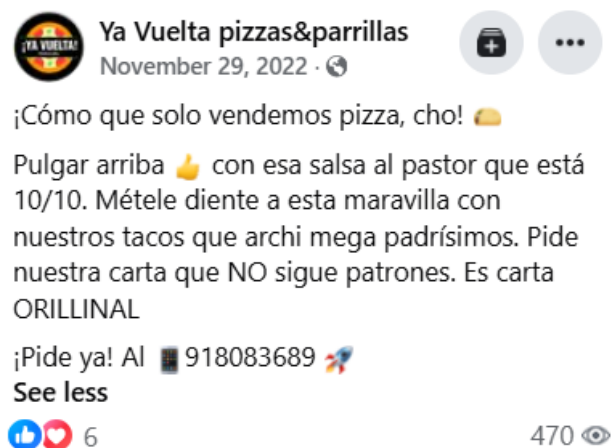 ¡YA VUELTA!
Ya Vuelta pizzas&parrillas
November 29, 2022 ·
¡Cómo que solo vendemos pizza, cho! 🌮
Pulgar arriba 👍 con esa salsa al pastor que está
10/10. Métele diente a esta maravilla con
nuestros tacos que archi mega padrísimos. Pide
nuestra carta que NO sigue patrones. Es carta
ORILLINAL
¡Pide ya! Al 📱918083689 🚀
See less
6
470